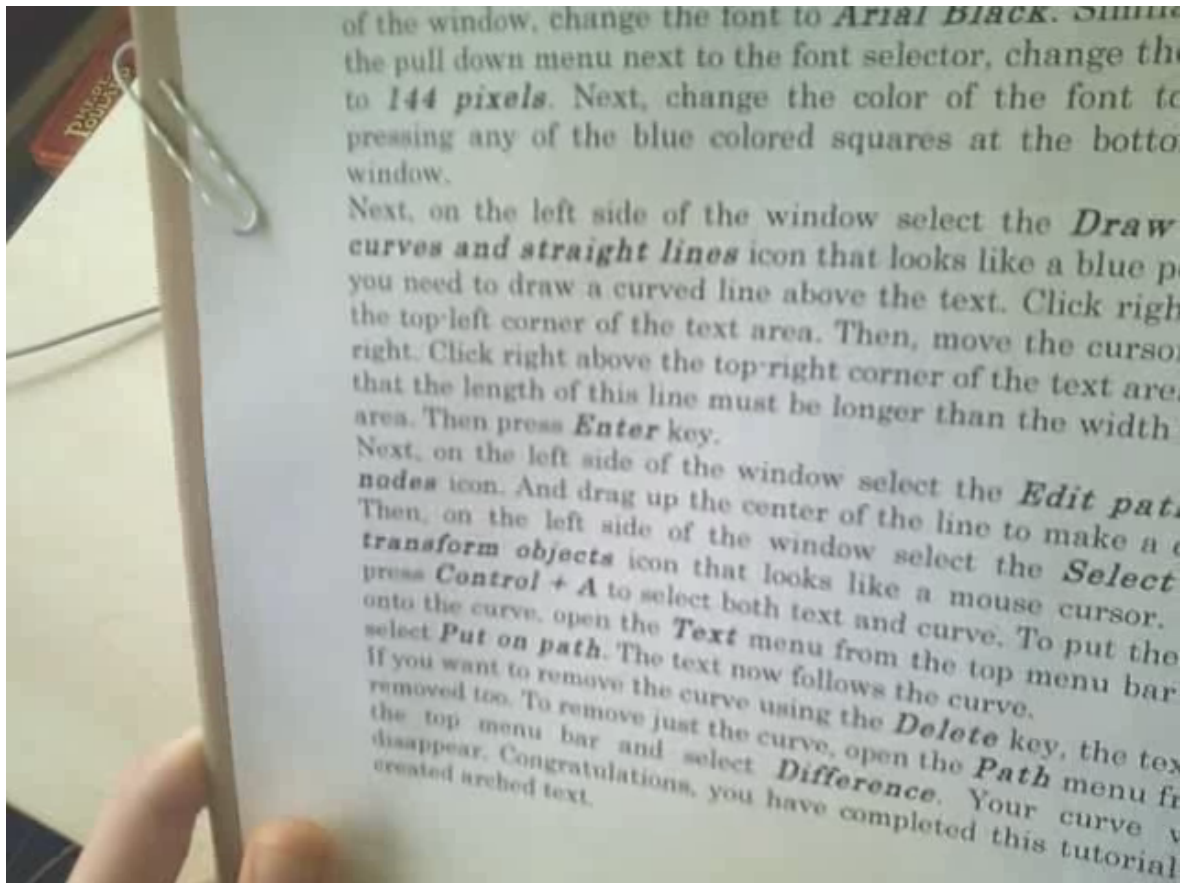 of the window, change the font to Arial Black.
the pull down menu next to the font selector, change
to 144 pixels. Next, change the color of the font
pressing any of the blue colored squares at the
window.
Next, on the left side of the window select the Draw
curves and straight lines icon that looks like a blue
you need to draw a curved line above the text. Click
the top-left corner of the text area. Then, move the
right. Click right above the top-right corner of the text
that the length of this line must be longer than the width
area. Then press Enter key.
Next, on the left side of the window select the Edit
nodes icon. And drag up the center of the line to make a
Then, on the left side of the window select the Select
transform objects icon that looks like a mouse cursor.
press Control + A to select both text and curve. To put the
onto the curve, open the Text menu from the top menu bar
select Put on path. The text now follows the curve.
If you want to remove the curve using the Delete key, the
removed too. To remove just the curve, open the Path menu
the top menu bar and select Difference. Your curve
disappear. Congratulations, you have completed this tutorial
created arched text.